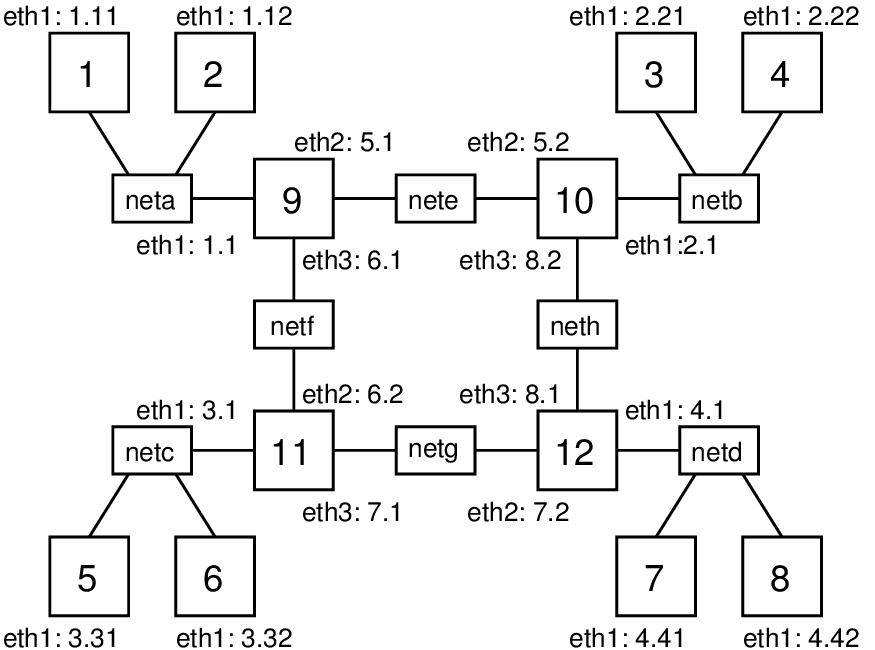 eth1: 1.11
eth1: 1.12
eth1: 2.21
eth1: 2.22
1
2
3
4
eth2: 5.1
eth2: 5.2
neta
9
nete
10
netb
eth1: 1.1
eth3: 6.1
eth3: 8.2
eth1:2.1
netf
neth
eth1: 3.1
eth2: 6.2
eth3: 8.1
eth1: 4.1
netc
11
netg
12
netd
eth3: 7.1
eth2: 7.2
5
6
7
8
eth1: 3.31
eth1: 3.32
eth1: 4.41
eth1: 4.42